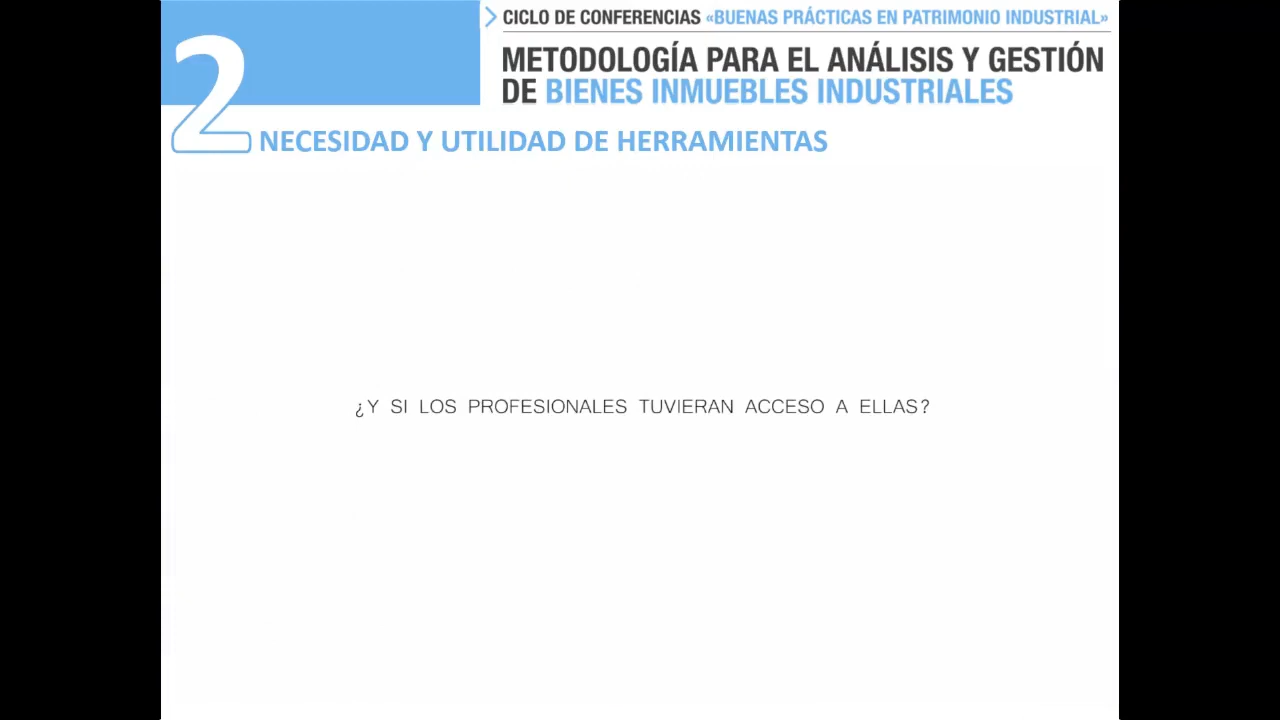 CICLO DE CONFERENCIAS «BUENAS PRÁCTICAS EN PATRIMONIO INDUSTRIAL»
METODOLOGÍA PARA EL ANÁLISIS Y GESTIÓN
DE BIENES INMUEBLES INDUSTRIALES
2 NECESIDAD Y UTILIDAD DE HERRAMIENTAS
¿Y SI LOS PROFESIONALES TUVIERAN ACCESO A ELLAS?